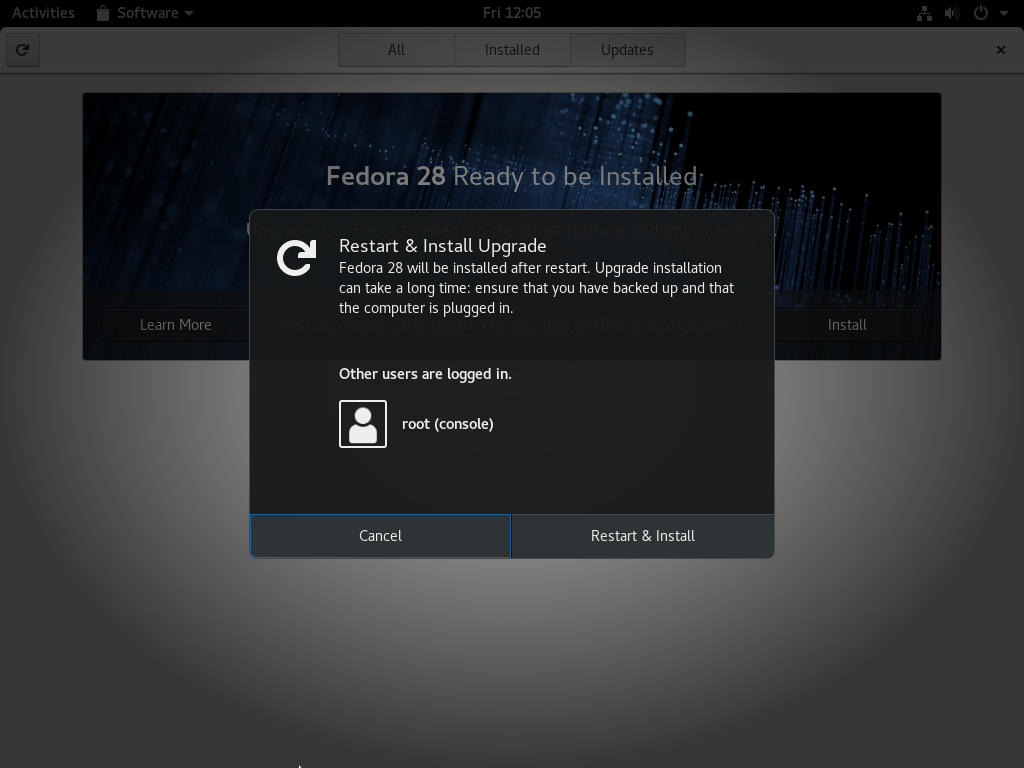 Activities Software Fri 12:05
All Installed Updates
Fedora 28 Ready to be Installed
Upgrade your Fedora system to the latest features and improvements.
Restart & Install Upgrade
Fedora 28 will be installed after restart. Upgrade installation
can take a long time: ensure that you have backed up and that
the computer is plugged in.
Learn More It is recommended that you back up your data and files before upgrading. Install
Other users are logged in.
root (console)
Cancel Restart & Install